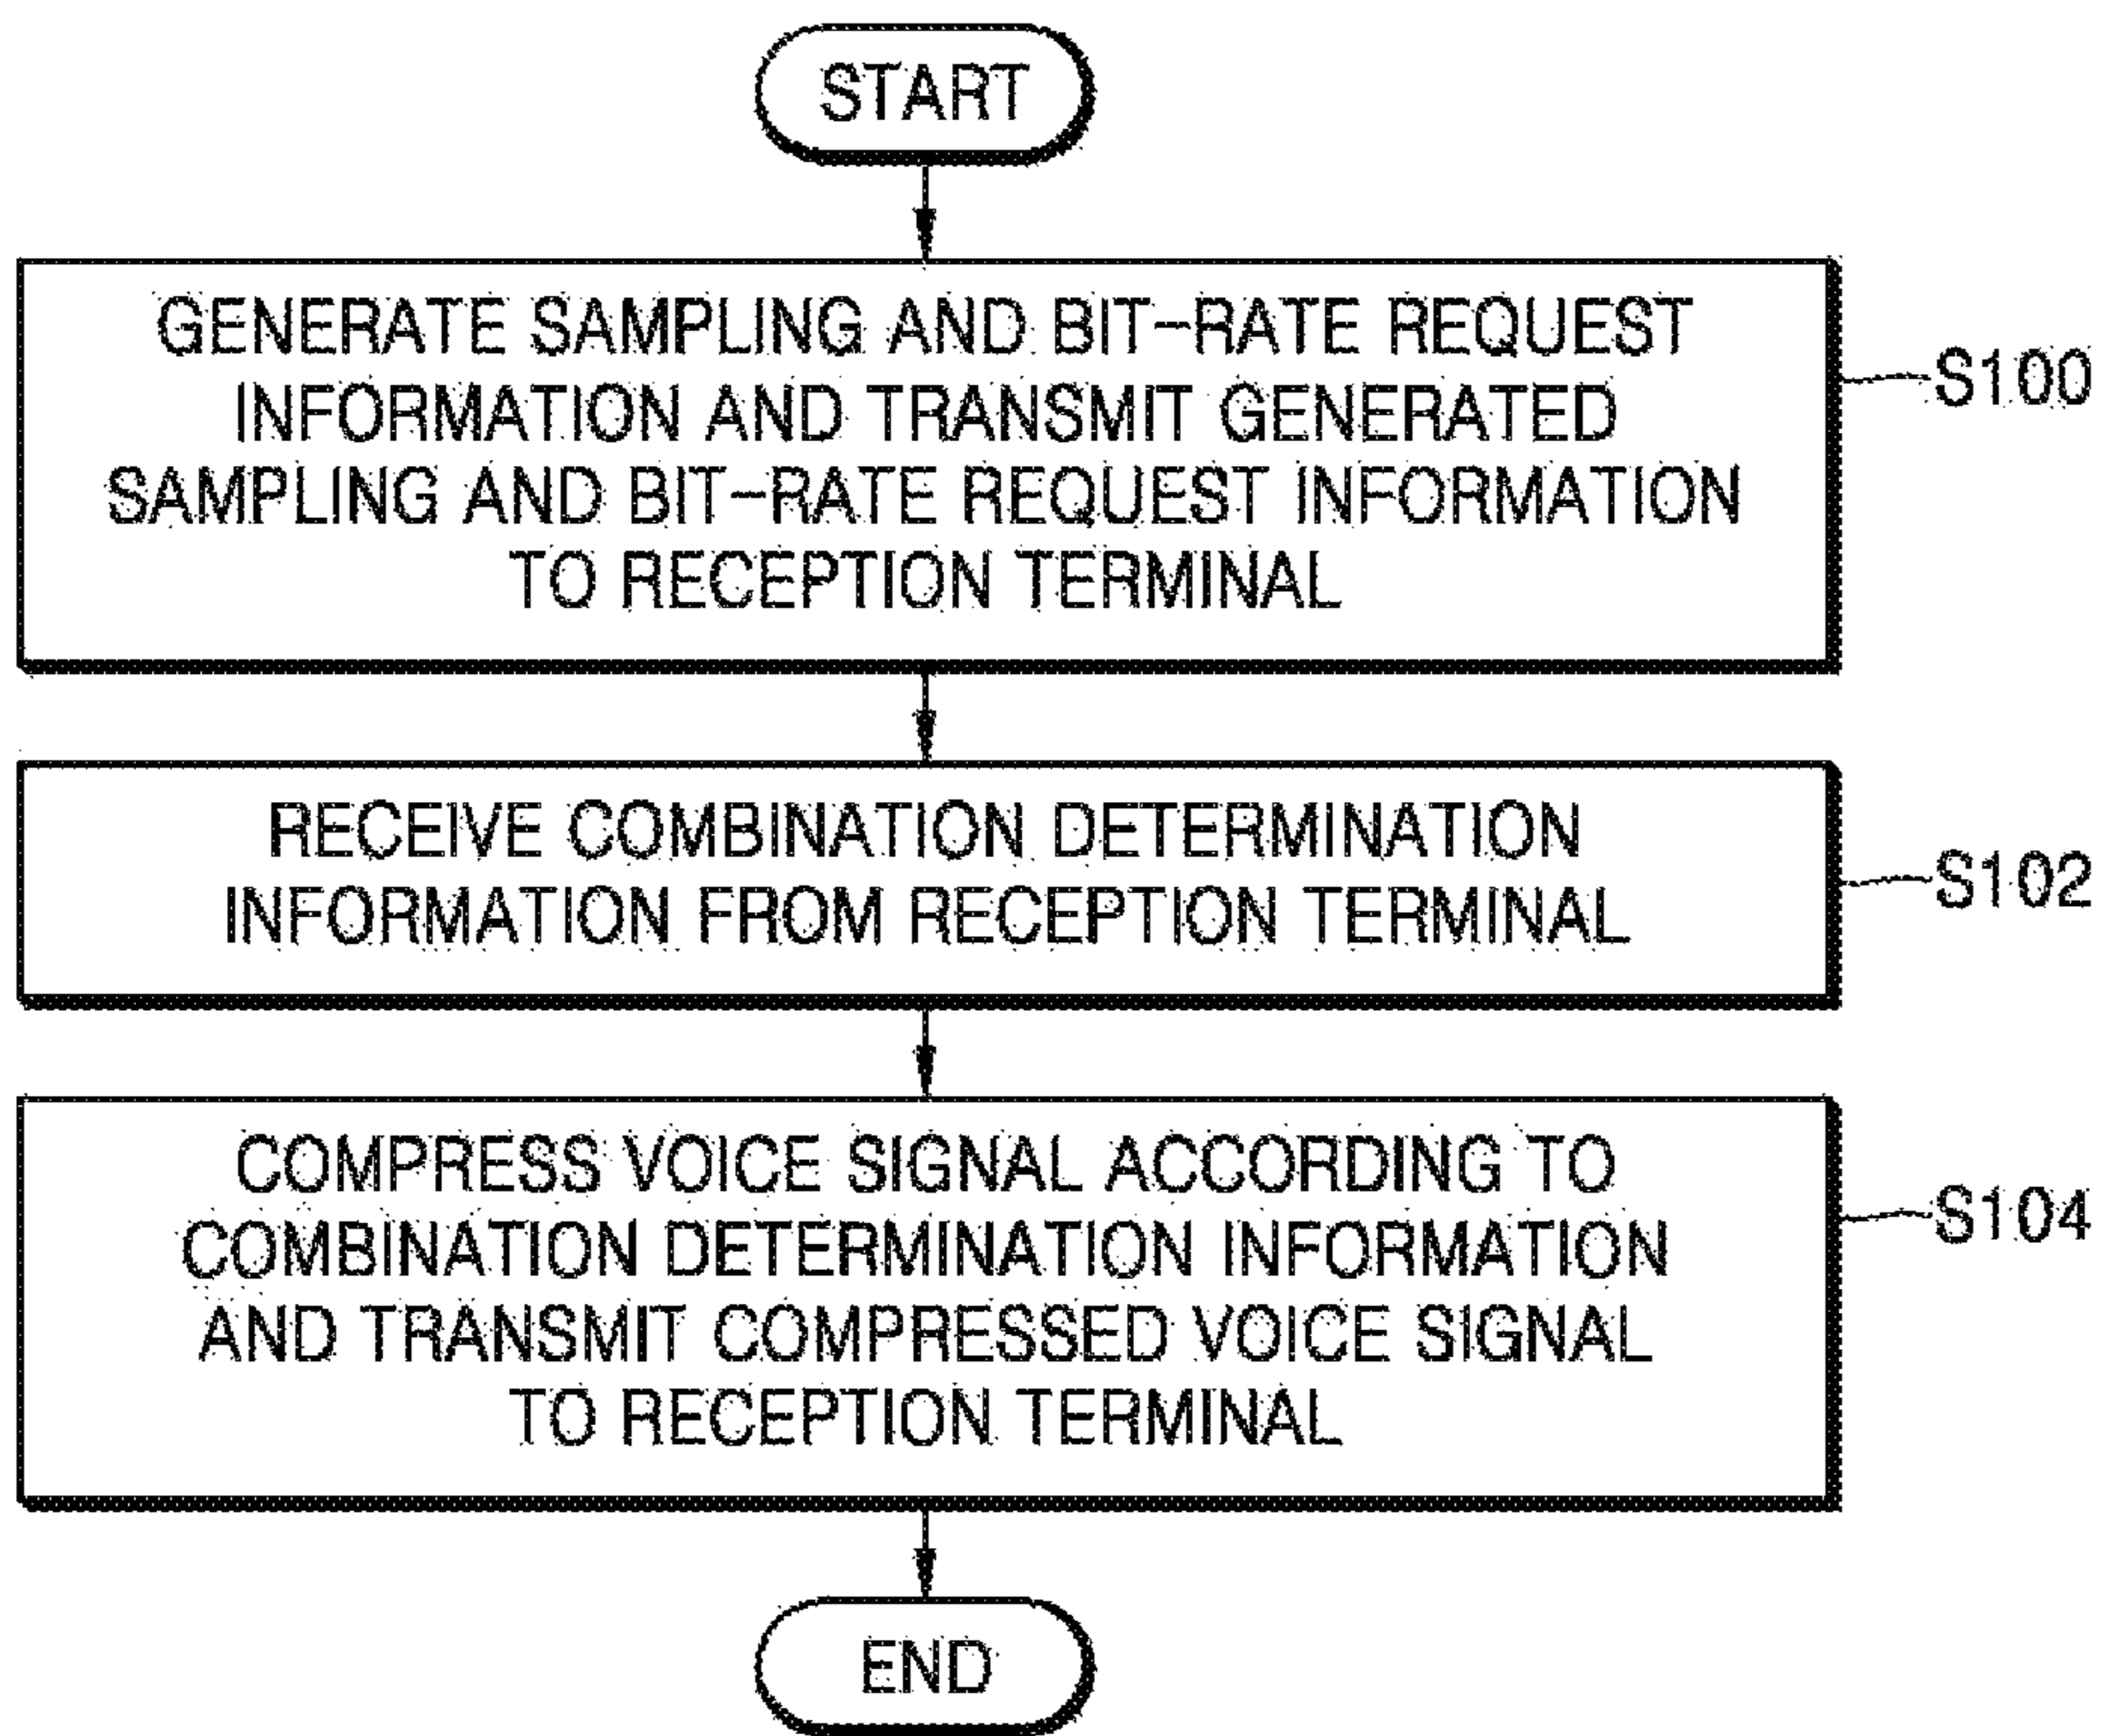 START
GENERATE SAMPLING AND BIT-RATE REQUEST
INFORMATION AND TRANSMIT GENERATED
SAMPLING AND BIT-RATE REQUEST INFORMATION
TO RECEPTION TERMINAL
S100
RECEIVE COMBINATION DETERMINATION
INFORMATION FROM RECEPTION TERMINAL
S102
COMPRESS VOICE SIGNAL ACCORDING TO
COMBINATION DETERMINATION INFORMATION
AND TRANSMIT COMPRESSED VOICE SIGNAL
TO RECEPTION TERMINAL
S104
END